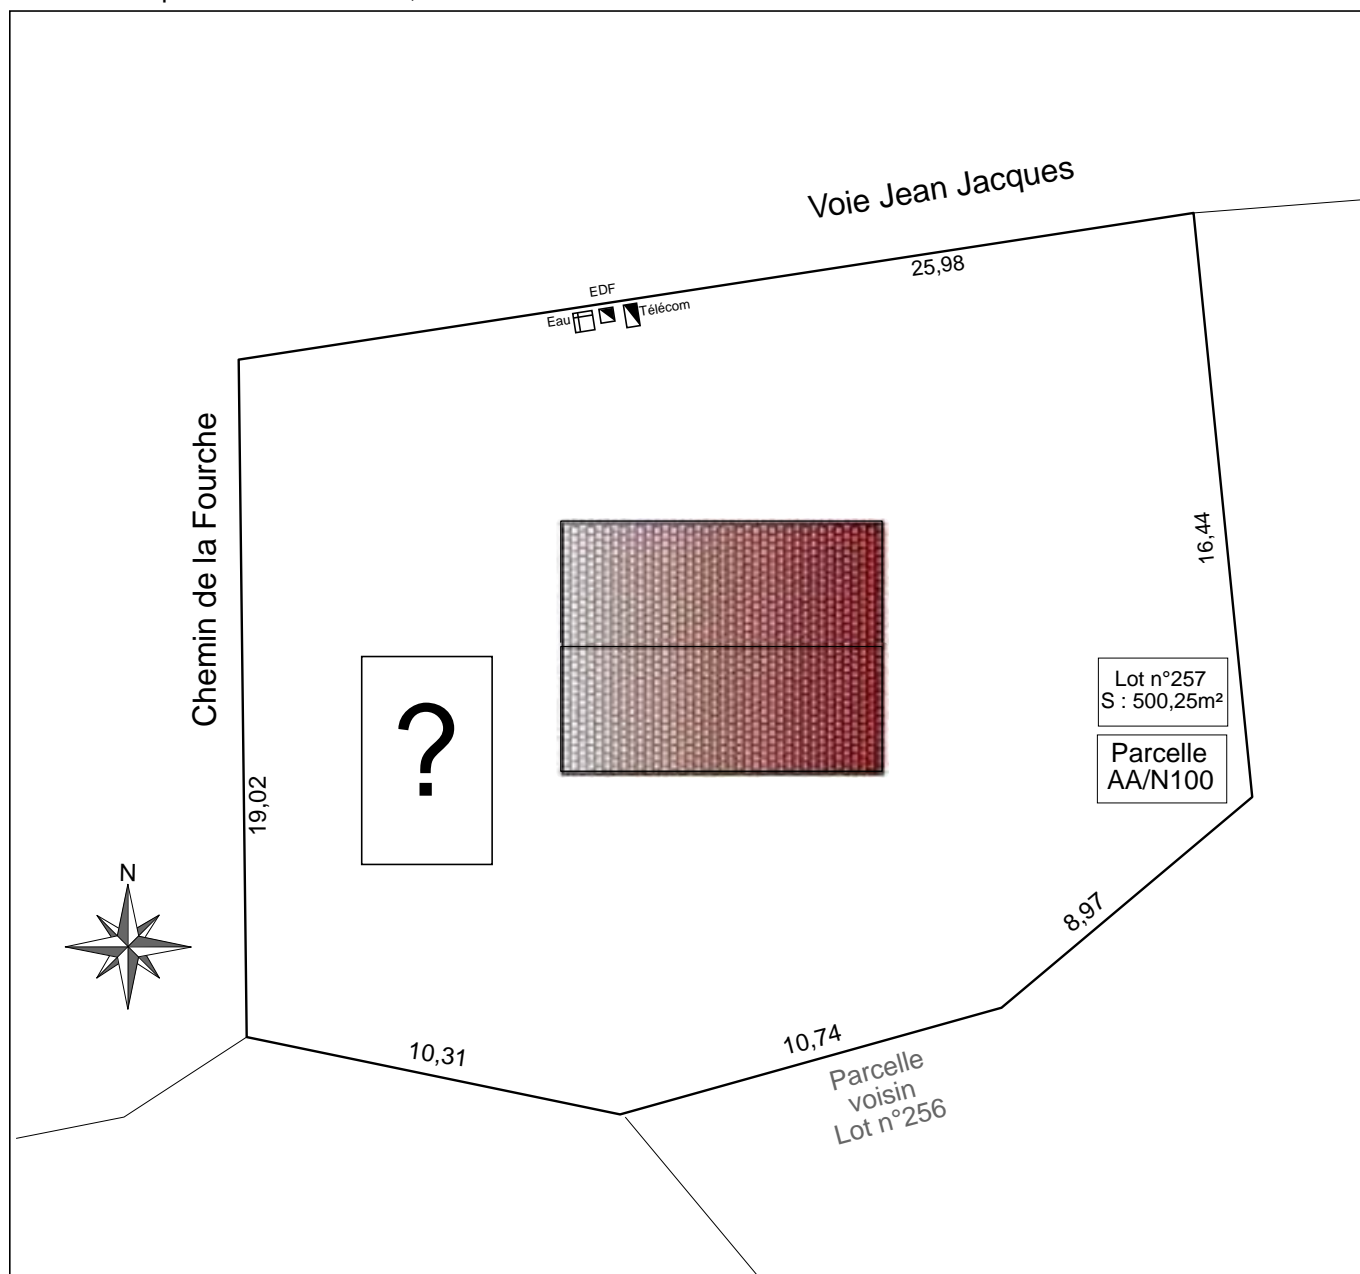 Voie Jean Jacques
25,98
EDF
Eau
Télécom
Chemin de la Fourche
16,44
Lot n°257
S : 500,25m²
?
Parcelle
AA/N100
19,02
N
8,97
10,74
10,31
Parcelle
voisin
Lot n°256